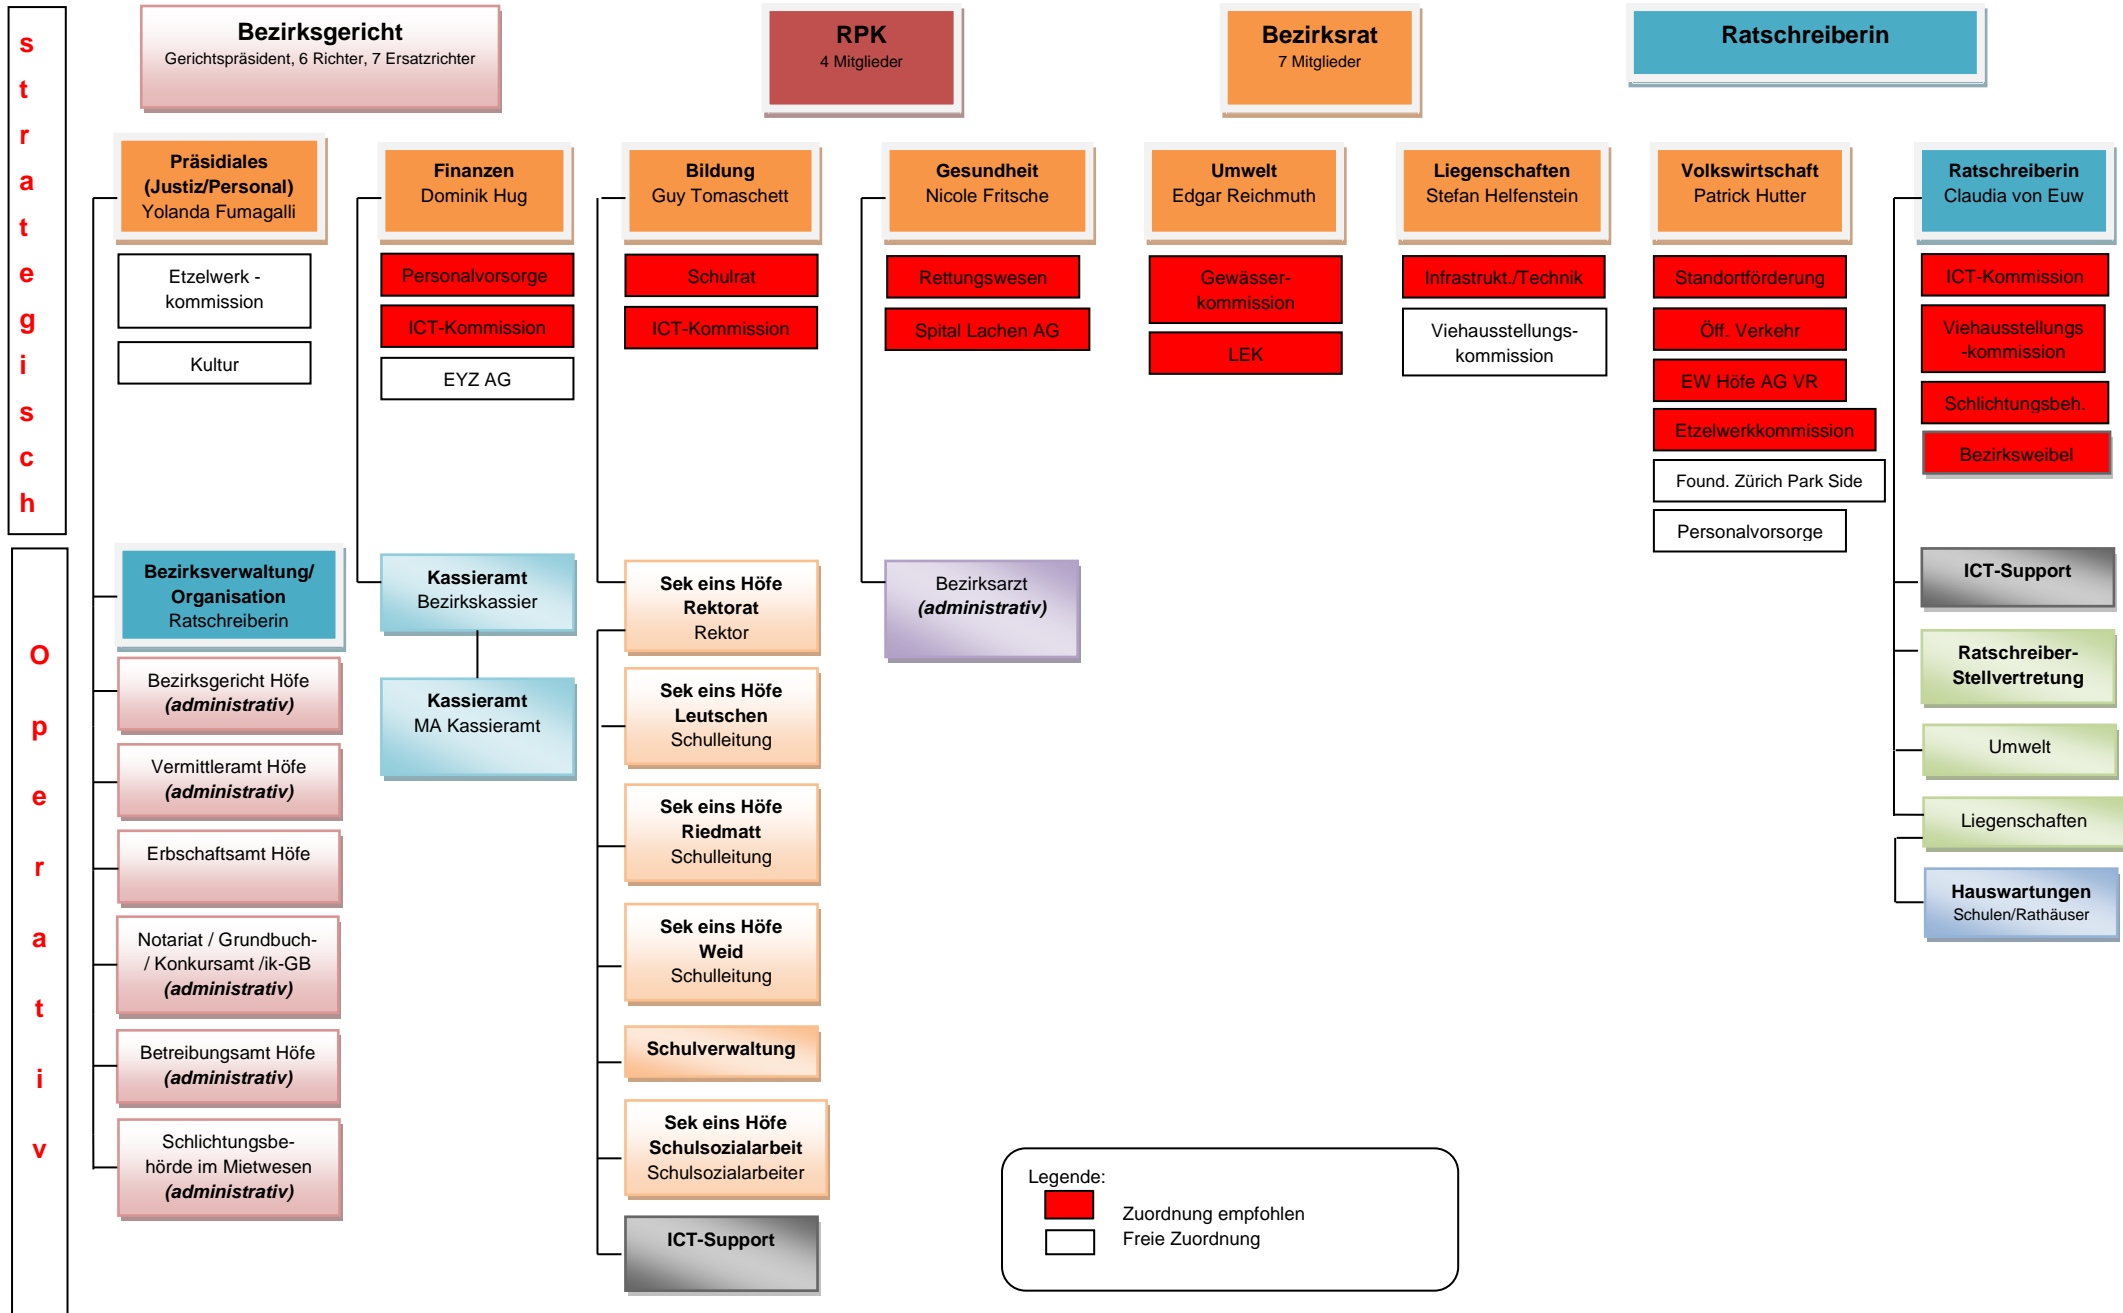 strategisch
Operativ
Bezirksgericht
Gerichtspräsident, 6 Richter, 7 Ersatzrichter
RPK
4 Mitglieder
Bezirksrat
7 Mitglieder
Ratschreiberin
Präsidiales
(Justiz/Personal)
Yolanda Fumagalli
Etzelwerk -
kommission
Kultur
Finanzen
Dominik Hug
Personalvorsorge
ICT-Kommission
EYZ AG
Bildung
Guy Tomaschett
Schulrat
ICT-Kommission
Gesundheit
Nicole Fritsche
Rettungswesen
Spital Lachen AG
Umwelt
Edgar Reichmuth
Gewässer-
kommission
LEK
Liegenschaften
Stefan Helfenstein
Infrastrukt./Technik
Viehausstellungs-
kommission
Volkswirtschaft
Patrick Hutter
Standortförderung
Öff. Verkehr
EW Höfe AG VR
Etzelwerkkommission
Found. Zürich Park Side
Personalvorsorge
Ratschreiberin
Claudia von Euw
ICT-Kommission
Viehausstellungs
-kommission
Schlichtungsbeh.
Bezirksweibel
Bezirksverwaltung/
Organisation
Ratschreiberin
Bezirksgericht Höfe
(administrativ)
Vermittleramt Höfe
(administrativ)
Erbschaftsamt Höfe
Notariat / Grundbuch-
/ Konkursamt /ik-GB
(administrativ)
Betreibungsamt Höfe
(administrativ)
Schlichtungsbe-
hörde im Mietwesen
(administrativ)
Kassieramt
Bezirkskassier
Kassieramt
MA Kassieramt
Sek eins Höfe
Rektorat
Rektor
Sek eins Höfe
Leutschen
Schulleitung
Sek eins Höfe
Riedmatt
Schulleitung
Sek eins Höfe
Weid
Schulleitung
Schulverwaltung
Sek eins Höfe
Schulsozialarbeit
Schulsozialarbeiter
ICT-Support
Bezirksarzt
(administrativ)
ICT-Support
Ratschreiber-
Stellvertretung
Umwelt
Liegenschaften
Hauswartungen
Schulen/Rathäuser
Legende:
Zuordnung empfohlen
Freie Zuordnung